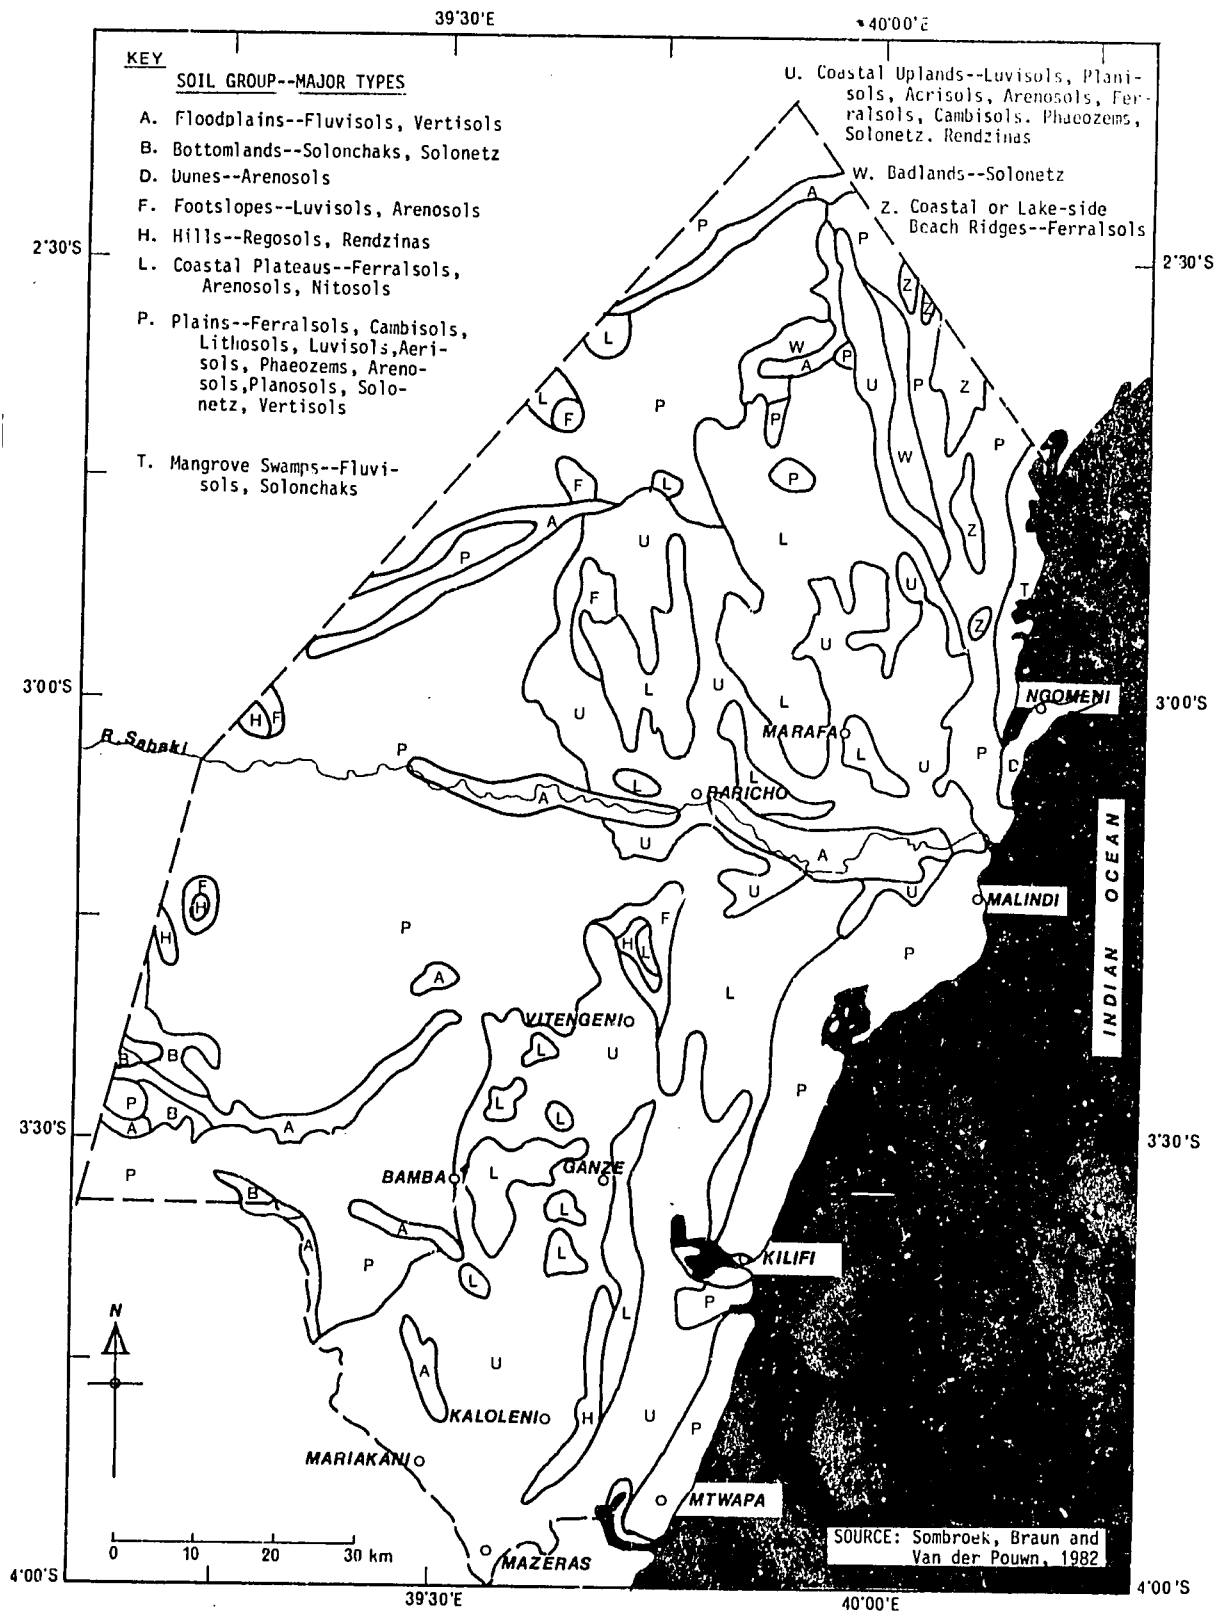 39°30'E
40°00'E
KEY
SOIL GROUP--MAJOR TYPES
A. Floodplains--Fluvisols, Vertisols
B. Bottomlands--Solonchaks, Solonetz
D. Dunes--Arenosols
F. Footslopes--Luvisols, Arenosols
H. Hills--Regosols, Rendzinas
L. Coastal Plateaus--Ferralsols,
Arenosols, Nitosols
P. Plains--Ferralsols, Cambisols,
Lithosols, Luvisols,Aeri-
sols, Phaeozems, Areno-
sols,Planosols, Solo-
netz, Vertisols
T. Mangrove Swamps--Fluvi-
sols, Solonchaks
U. Coastal Uplands--Luvisols, Plani-
sols, Acrisols, Arenosols, Fer-
ralsols, Cambisols. Phaeozems,
Solonetz. Rendzinas
W. Badlands--Solonetz
Z. Coastal or Lake-side
Beach Ridges--Ferralsols
2°30'S
2°30'S
A
P
P
Z
Z
L
W
A
P
L
F
P
P
U
P
Z
P
W
F
L
P
A
U
L
Z
P
F
U
T
Z
U
3°00'S
3°00'S
H
F
U
L
U
L
NGOMENI
MARAFA
L
R. Sabaki
P
U
P
D
L
L
BARICHO
A
U
A
U
U
MALINDI
INDIAN OCEAN
F
H
H
P
F
H
L
P
A
L
VITENGENI
L
U
B
B
P
L
L
P
B
A
A
3°30'S
3°30'S
P
BAMBA
L
GANZE
B
L
A
A
L
P
L
KILIFI
P
L
N
A
U
KALOLENI
H
U
P
MARIAKANI
MTWAPA
0 10 20 30 km
MAZERAS
SOURCE: Sombroek, Braun and
Van der Pouwn, 1982
4°00'S
4°00'S
39°30'E
40°00'E